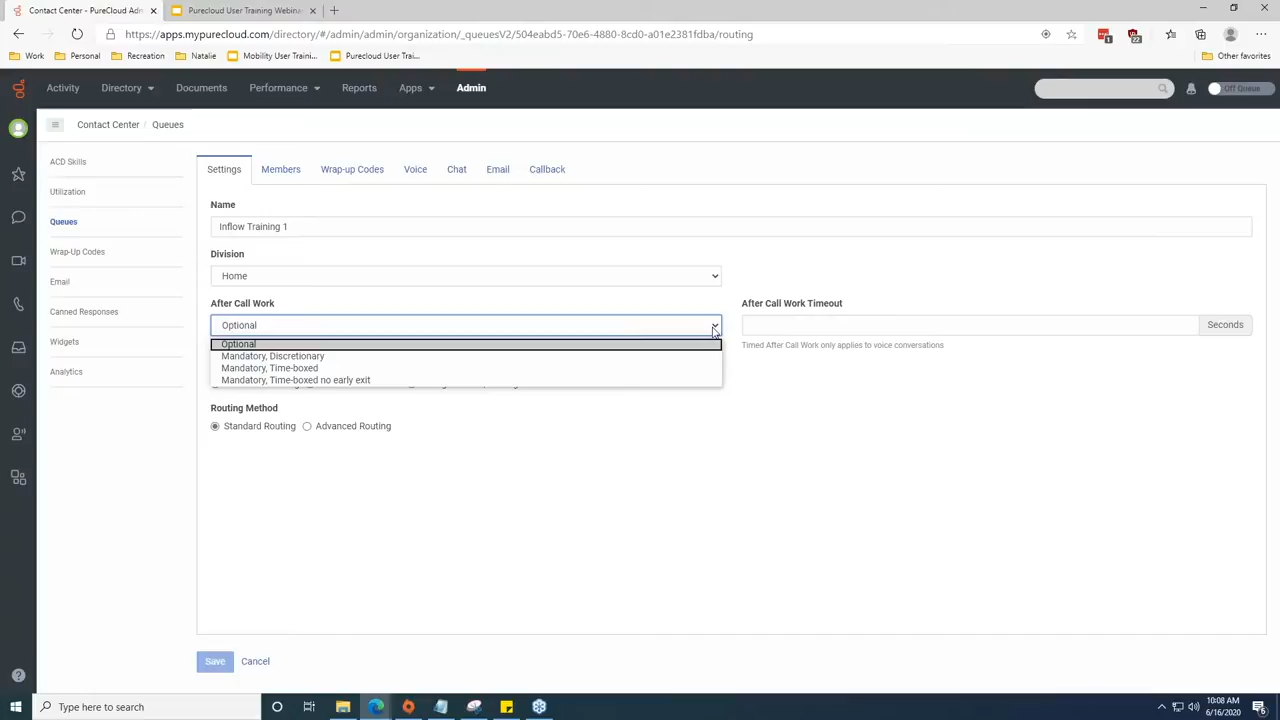 Contact Center - PureCloud Adm
Purecloud User Training Webina
https://apps.mypurecloud.com/directory/#/admin/admin/organization/_queuesV2/504eabd5-70e6-4880-8cd0-a01e2381fdba/routing
1
22
Work
Personal
Recreation
Natalie
Mobility User Traini...
Purecloud User Trai...
Other favorites
Activity
Directory
Documents
Performance
Reports
Apps
Admin
Off Queue
Contact Center / Queues
ACD Skills
Utilization
Queues
Wrap-Up Codes
Email
Canned Responses
Widgets
Analytics
Settings
Members
Wrap-up Codes
Voice
Chat
Email
Callback
Name
Inflow Training 1
Division
Home
After Call Work
Optional
Optional
Mandatory, Discretionary
Mandatory, Time-boxed
Mandatory, Time-boxed no early exit
After Call Work Timeout
Seconds
Timed After Call Work only applies to voice conversations
Routing Method
Standard Routing
Advanced Routing
Save
Cancel
Type here to search
10:08 AM
6/16/2020